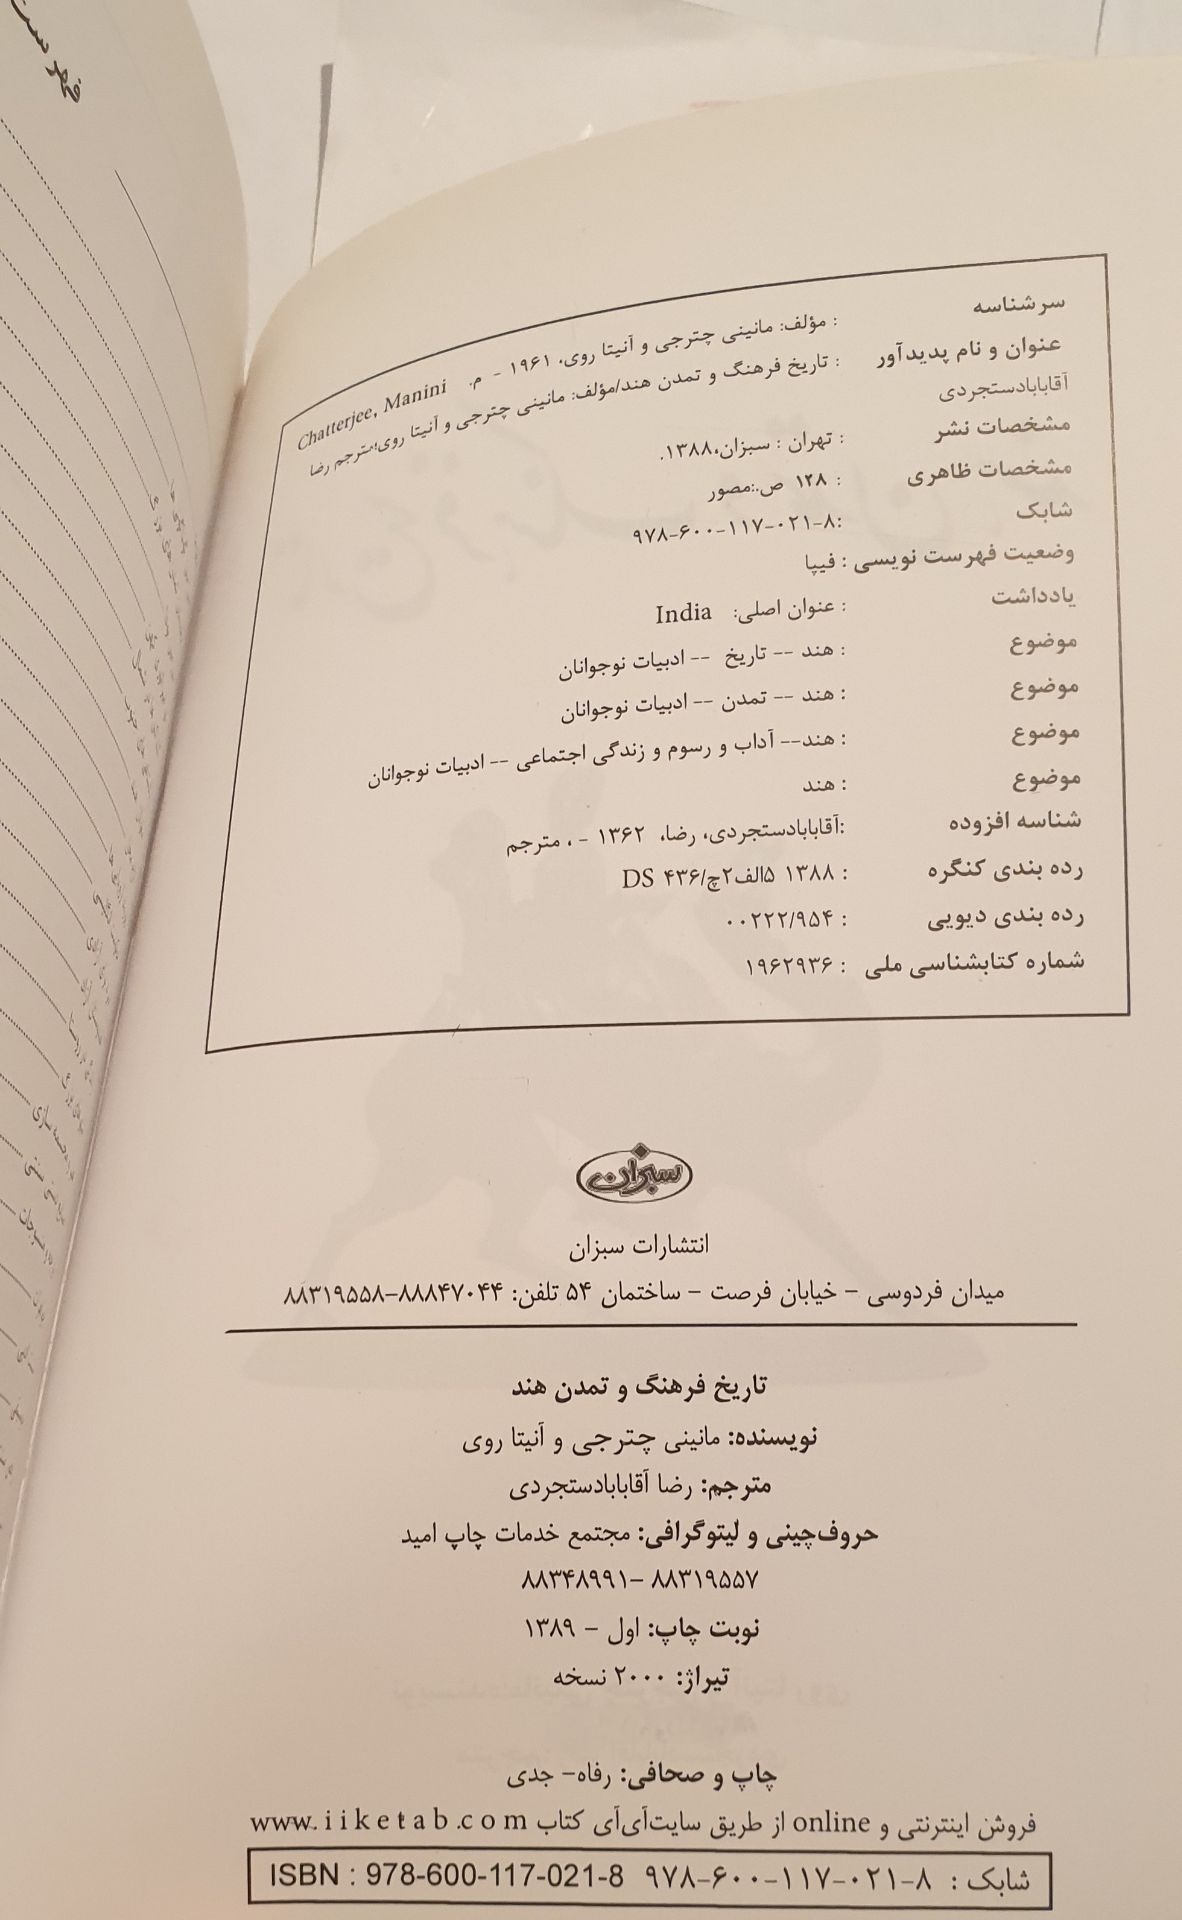 فهرست
سرشناسه : مؤلف: مانینی چترجی و آنیتا روی، ۱۹۶۱ - م. Chatterjee, Manini
عنوان و نام پدیدآور : تاریخ فرهنگ و تمدن هند/مؤلف: مانینی چترجی و آنیتا روی؛مترجم رضا
آقابابادستجردی
مشخصات نشر : تهران : سبزان،۱۳۸۸.
مشخصات ظاهری : ۱۲۸ ص.:مصور
شابک :۹۷۸-۶۰۰-۱۱۷-۰۲۱-۸
وضعیت فهرست نویسی : فیپا
یادداشت : عنوان اصلی: India
موضوع : هند -- تاریخ -- ادبیات نوجوانان
موضوع : هند -- تمدن -- ادبیات نوجوانان
موضوع : هند-- آداب و رسوم و زندگی اجتماعی -- ادبیات نوجوانان
موضوع : هند
شناسه افزوده :آقابابادستجردی، رضا، ۱۳۶۲ - ، مترجم
رده بندی کنگره : ۱۳۸۸ ۵الف۲چ/۴۳۶ DS
رده بندی دیویی : ۰۰۲۲۲/۹۵۴
شماره کتابشناسی ملی : ۱۹۶۲۹۳۶
سبزان
انتشارات سبزان
میدان فردوسی - خیابان فرصت - ساختمان ۵۴ تلفن: ۸۸۸۴۷۰۴۴-۸۸۳۱۹۵۵۸
تاریخ فرهنگ و تمدن هند
نویسنده: مانینی چترجی و آنیتا روی
مترجم: رضا آقابابادستجردی
حروف‌چینی و لیتوگرافی: مجتمع خدمات چاپ امید
۸۸۳۱۹۵۵۷ -۸۸۳۴۸۹۹۱
نوبت چاپ: اول - ۱۳۸۹
تیراژ: ۲۰۰۰ نسخه
چاپ و صحافی: رفاه- جدی
فروش اینترنتی و online از طریق سایت‌آی‌آی کتاب www.iiketab.com
شابک : ۹۷۸-۶۰۰-۱۱۷-۰۲۱-۸ ISBN : 978-600-117-021-8